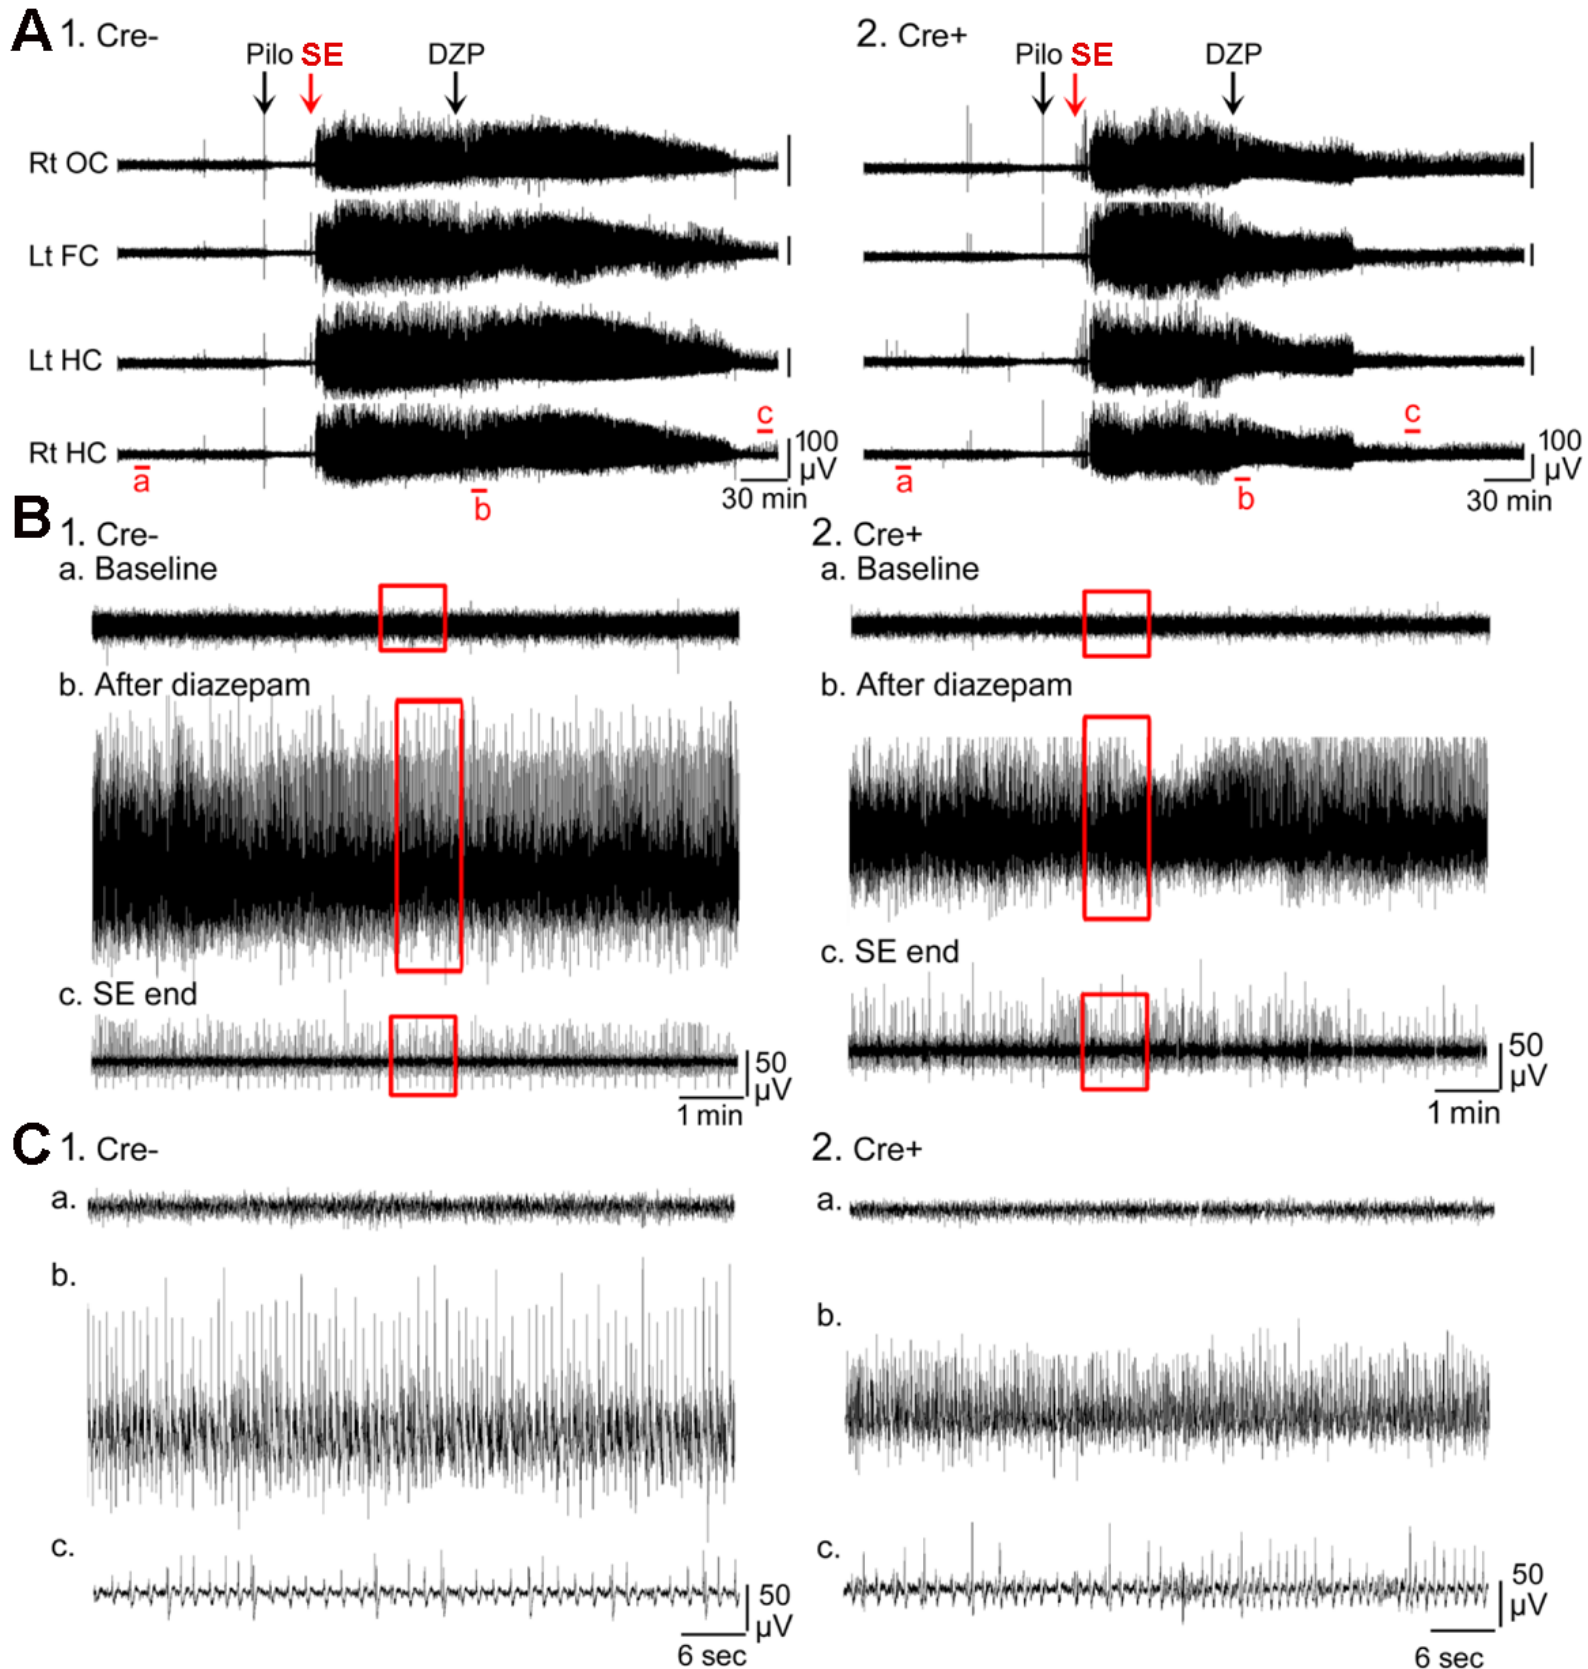 A 1. Cre- 2. Cre+
Pilo SE DZP Pilo SE DZP
Rt OC
Lt FC
Lt HC
Rt HC
a b c 100 µV 30 min
a b c 100 µV 30 min
B 1. Cre- 2. Cre+
a. Baseline a. Baseline
b. After diazepam b. After diazepam
c. SE end c. SE end
50 µV 50 µV
1 min 1 min
C 1. Cre- 2. Cre+
a. a.
b. b.
c. c.
50 µV 50 µV
6 sec 6 sec